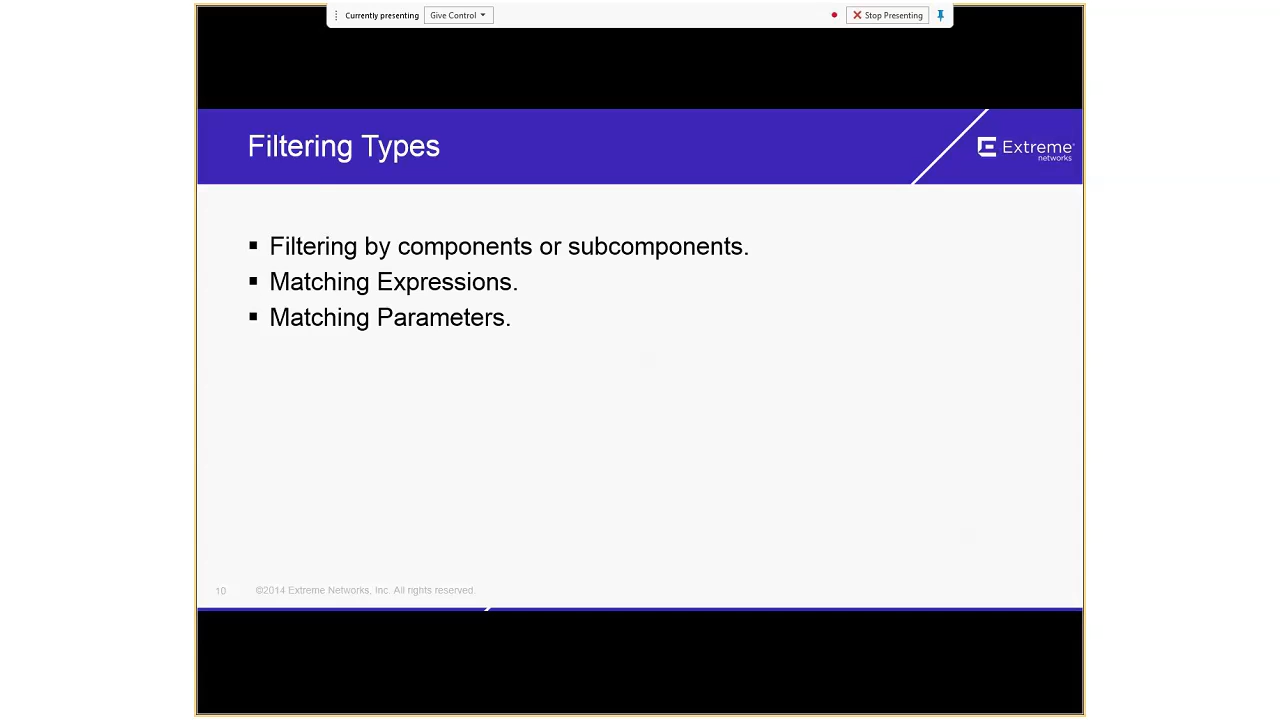 Currently presenting Give Control Stop Presenting
Filtering Types
Extreme
networks
▪ Filtering by components or subcomponents.
▪ Matching Expressions.
▪ Matching Parameters.
10 ©2014 Extreme Networks, Inc. All rights reserved.